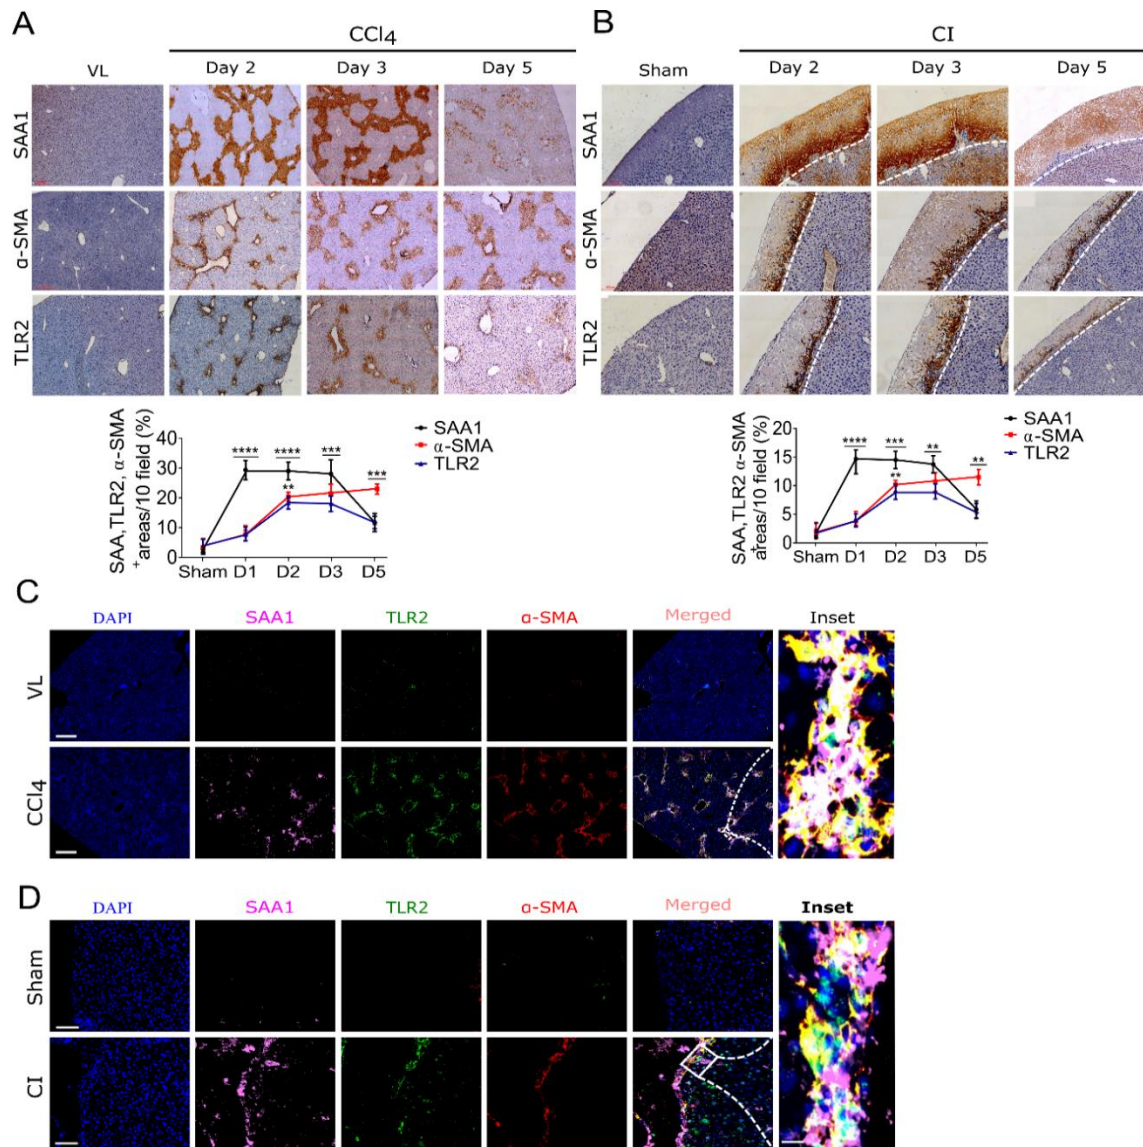 A
CCl4
VL
Day 2
Day 3
Day 5
SAA1
α-SMA
TLR2
SAA,TLR2, α-SMA
+areas/10 field (%)
40
30
20
10
0
****
****
***
***
**
SAA1
α-SMA
TLR2
Sham D1 D2 D3 D5
B
CI
Sham
Day 2
Day 3
Day 5
SAA1
α-SMA
TLR2
SAA,TLR2 α-SMA
+areas/10 field (%)
20
15
10
5
0
****
***
**
**
**
SAA1
α-SMA
TLR2
Sham D1 D2 D3 D5
C
DAPI SAA1 TLR2 α-SMA Merged Inset
VL
CCl4
D
DAPI SAA1 TLR2 α-SMA Merged Inset
Sham
CI